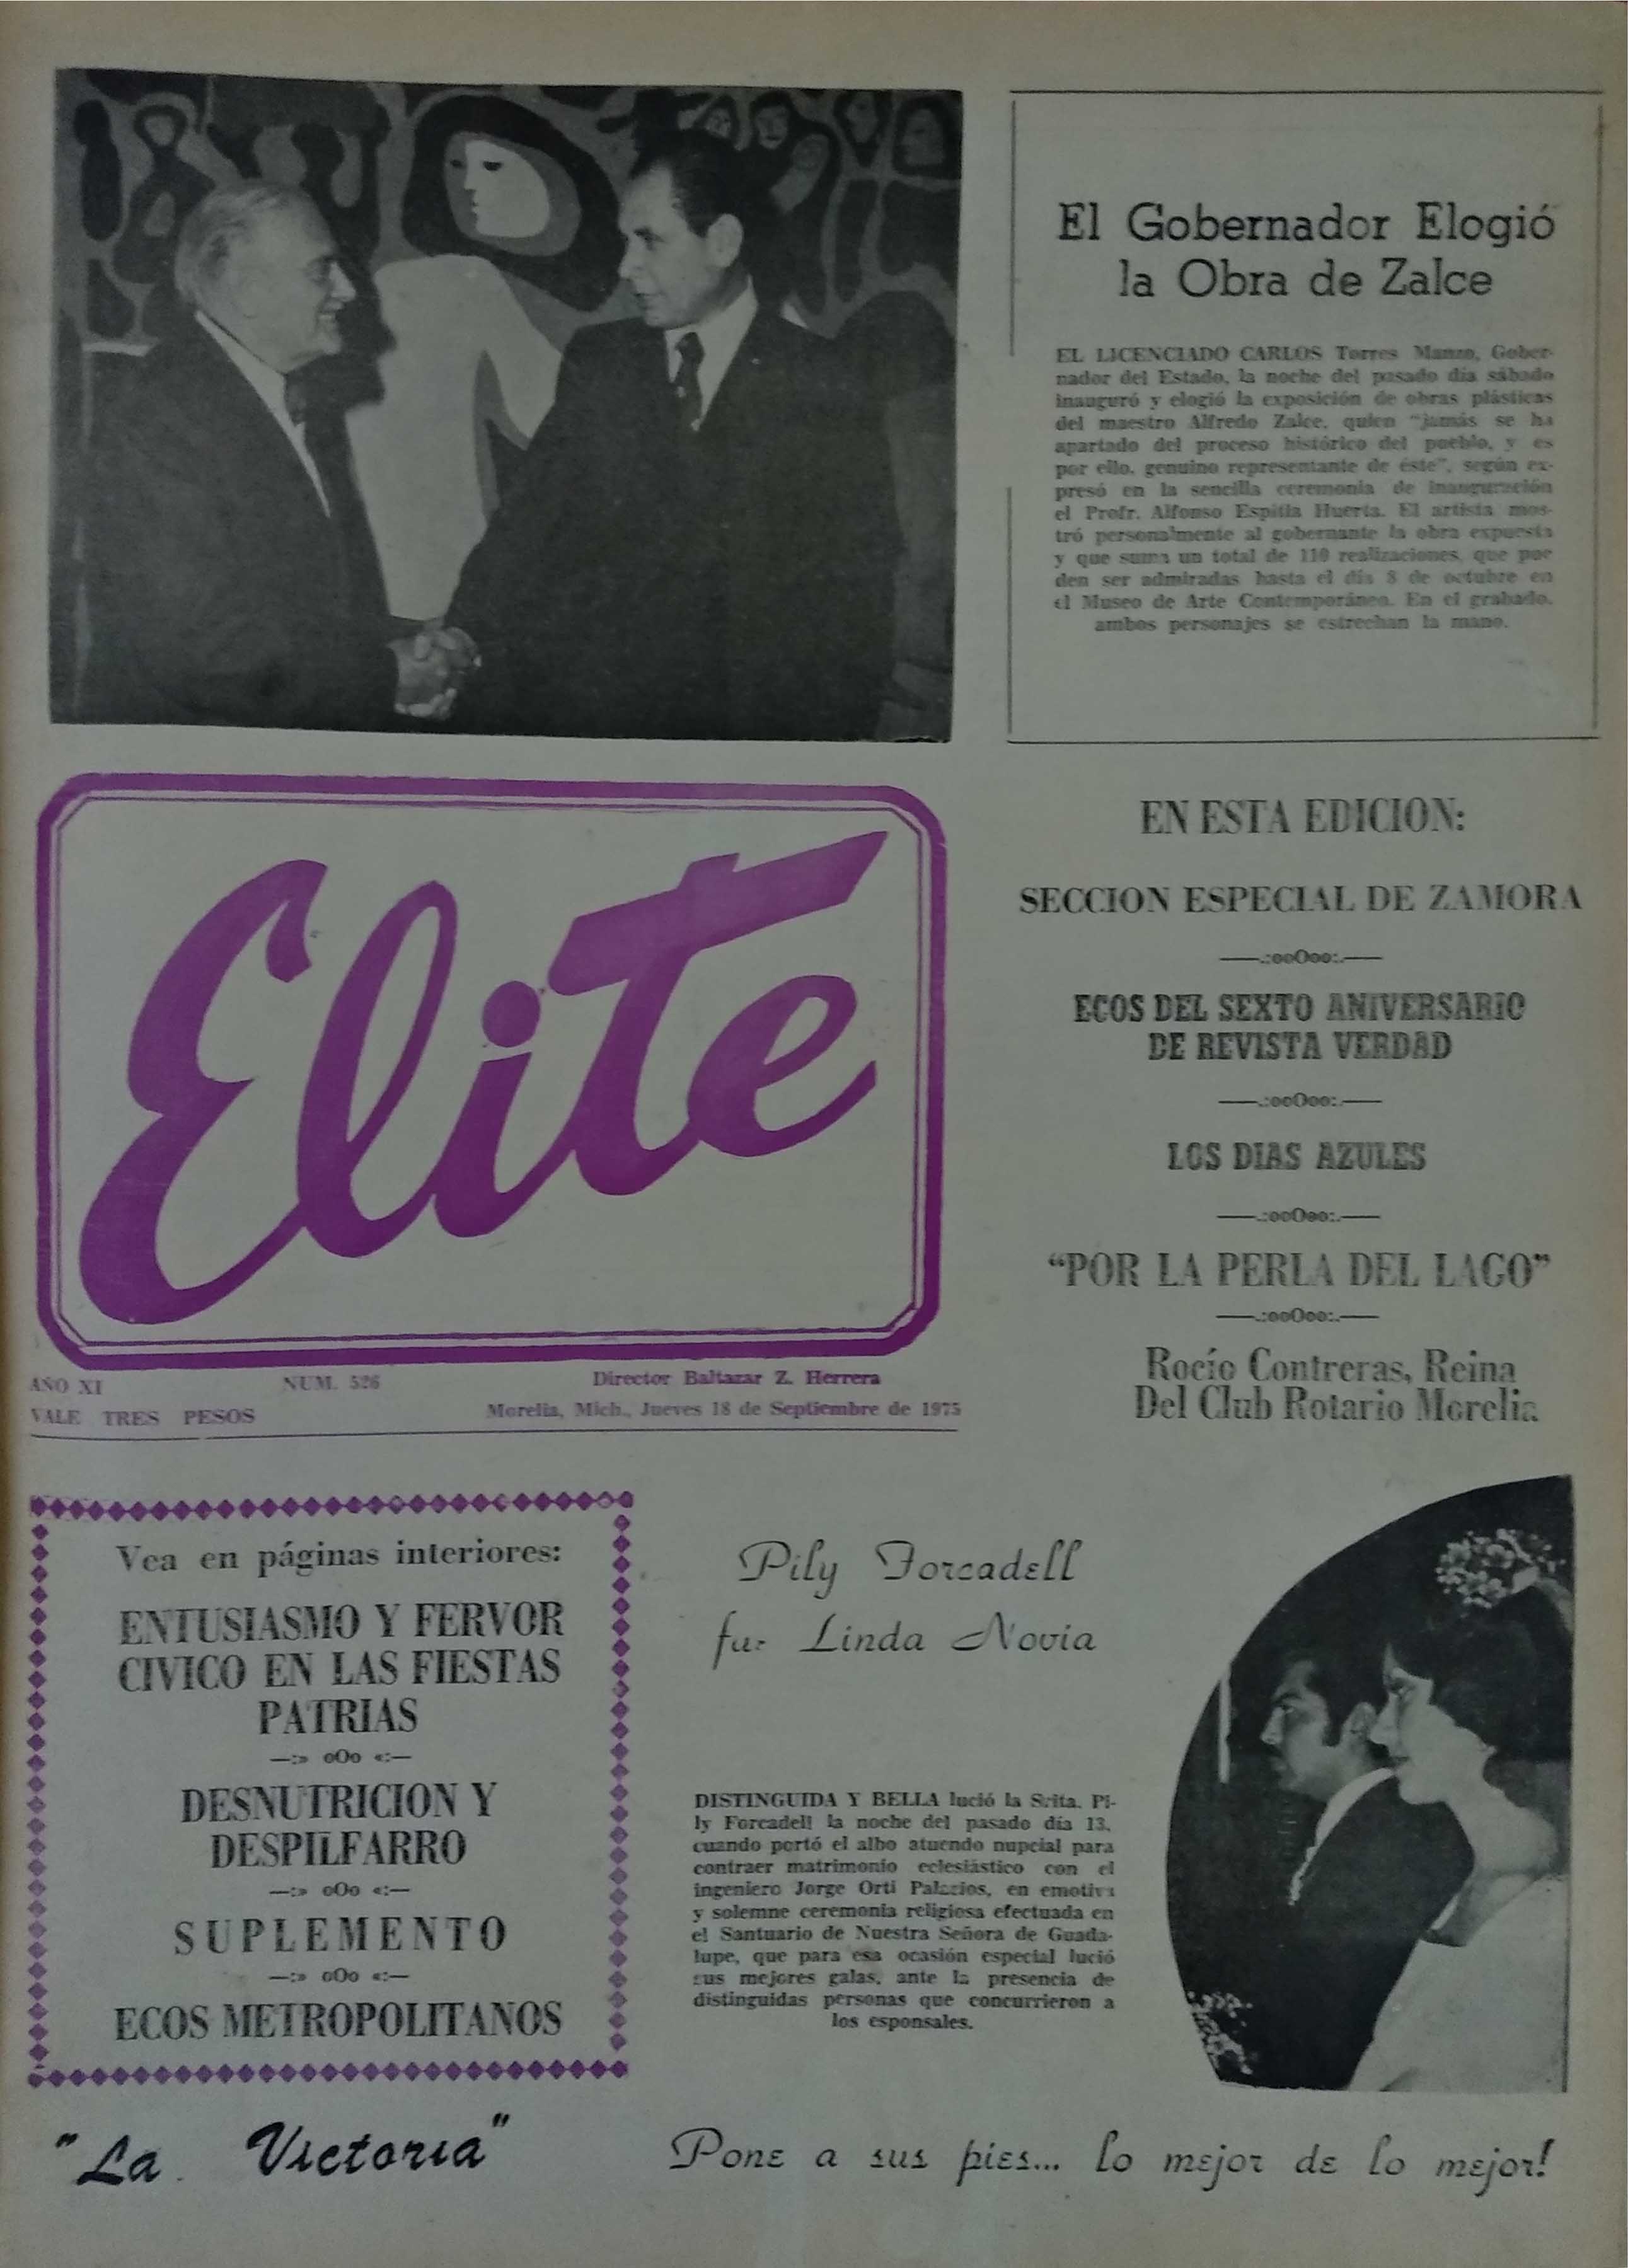 El Gobernador Elogió
la Obra de Zalce
EL LICENCIADO CARLOS Torres Manzo, Gober-
nador del Estado, la noche del pasado día sábado
inauguró y elogió la exposición de obras plásticas
del maestro Alfredo Zalce, quien "jamás se ha
apartado del proceso histórico del pueblo, y es
por ello, genuino representante de éste", según ex-
presó en la sencilla ceremonia de inauguración
el Profr. Alfonso Espitia Huerta. El artista mos-
tró personalmente al gobernante la obra expuesta
y que suma un total de 110 realizaciones, que pue
den ser admiradas hasta el día 8 de octubre en
el Museo de Arte Contemporáneo. En el grabado,
ambos personajes se estrechan la mano.
Elite
AÑO XI NUM. 526 Director Baltazar Z. Herrera
VALE TRES PESOS Morelia, Mich., Jueves 18 de Septiembre de 1975
EN ESTA EDICION:
SECCION ESPECIAL DE ZAMORA
——.:ooOoo:.——
ECOS DEL SEXTO ANIVERSARIO
DE REVISTA VERDAD
——.:ooOoo:.——
LOS DIAS AZULES
——.:ooOoo:.——
"POR LA PERLA DEL LAGO"
——.:ooOoo:.——
Rocío Contreras, Reina
Del Club Rotario Morelia
Vea en páginas interiores:
ENTUSIASMO Y FERVOR
CIVICO EN LAS FIESTAS
PATRIAS
—:» oOo «:—
DESNUTRICION Y
DESPILFARRO
—:» oOo «:—
SUPLEMENTO
—:» oOo «:—
ECOS METROPOLITANOS
Pily Forcadell
fue Linda Novia
DISTINGUIDA Y BELLA lució la Srita. Pi-
ly Forcadell la noche del pasado día 13,
cuando portó el albo atuendo nupcial para
contraer matrimonio eclesiástico con el
ingeniero Jorge Orti Palacios, en emotiva
y solemne ceremonia religiosa efectuada en
el Santuario de Nuestra Señora de Guada-
lupe, que para esa ocasión especial lució
sus mejores galas, ante la presencia de
distinguidas personas que concurrieron a
los esponsales.
"La Victoria" Pone a sus pies... lo mejor de lo mejor!